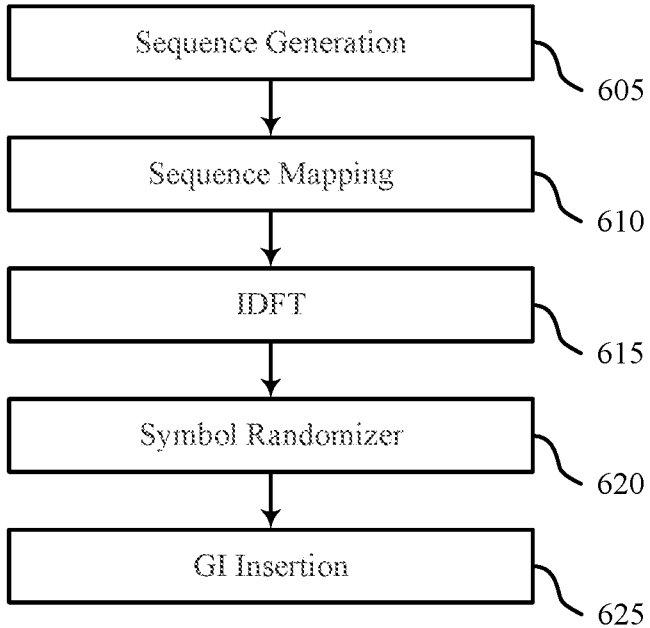 Sequence Generation
605
Sequence Mapping
610
IDFT
615
Symbol Randomizer
620
GI Insertion
625